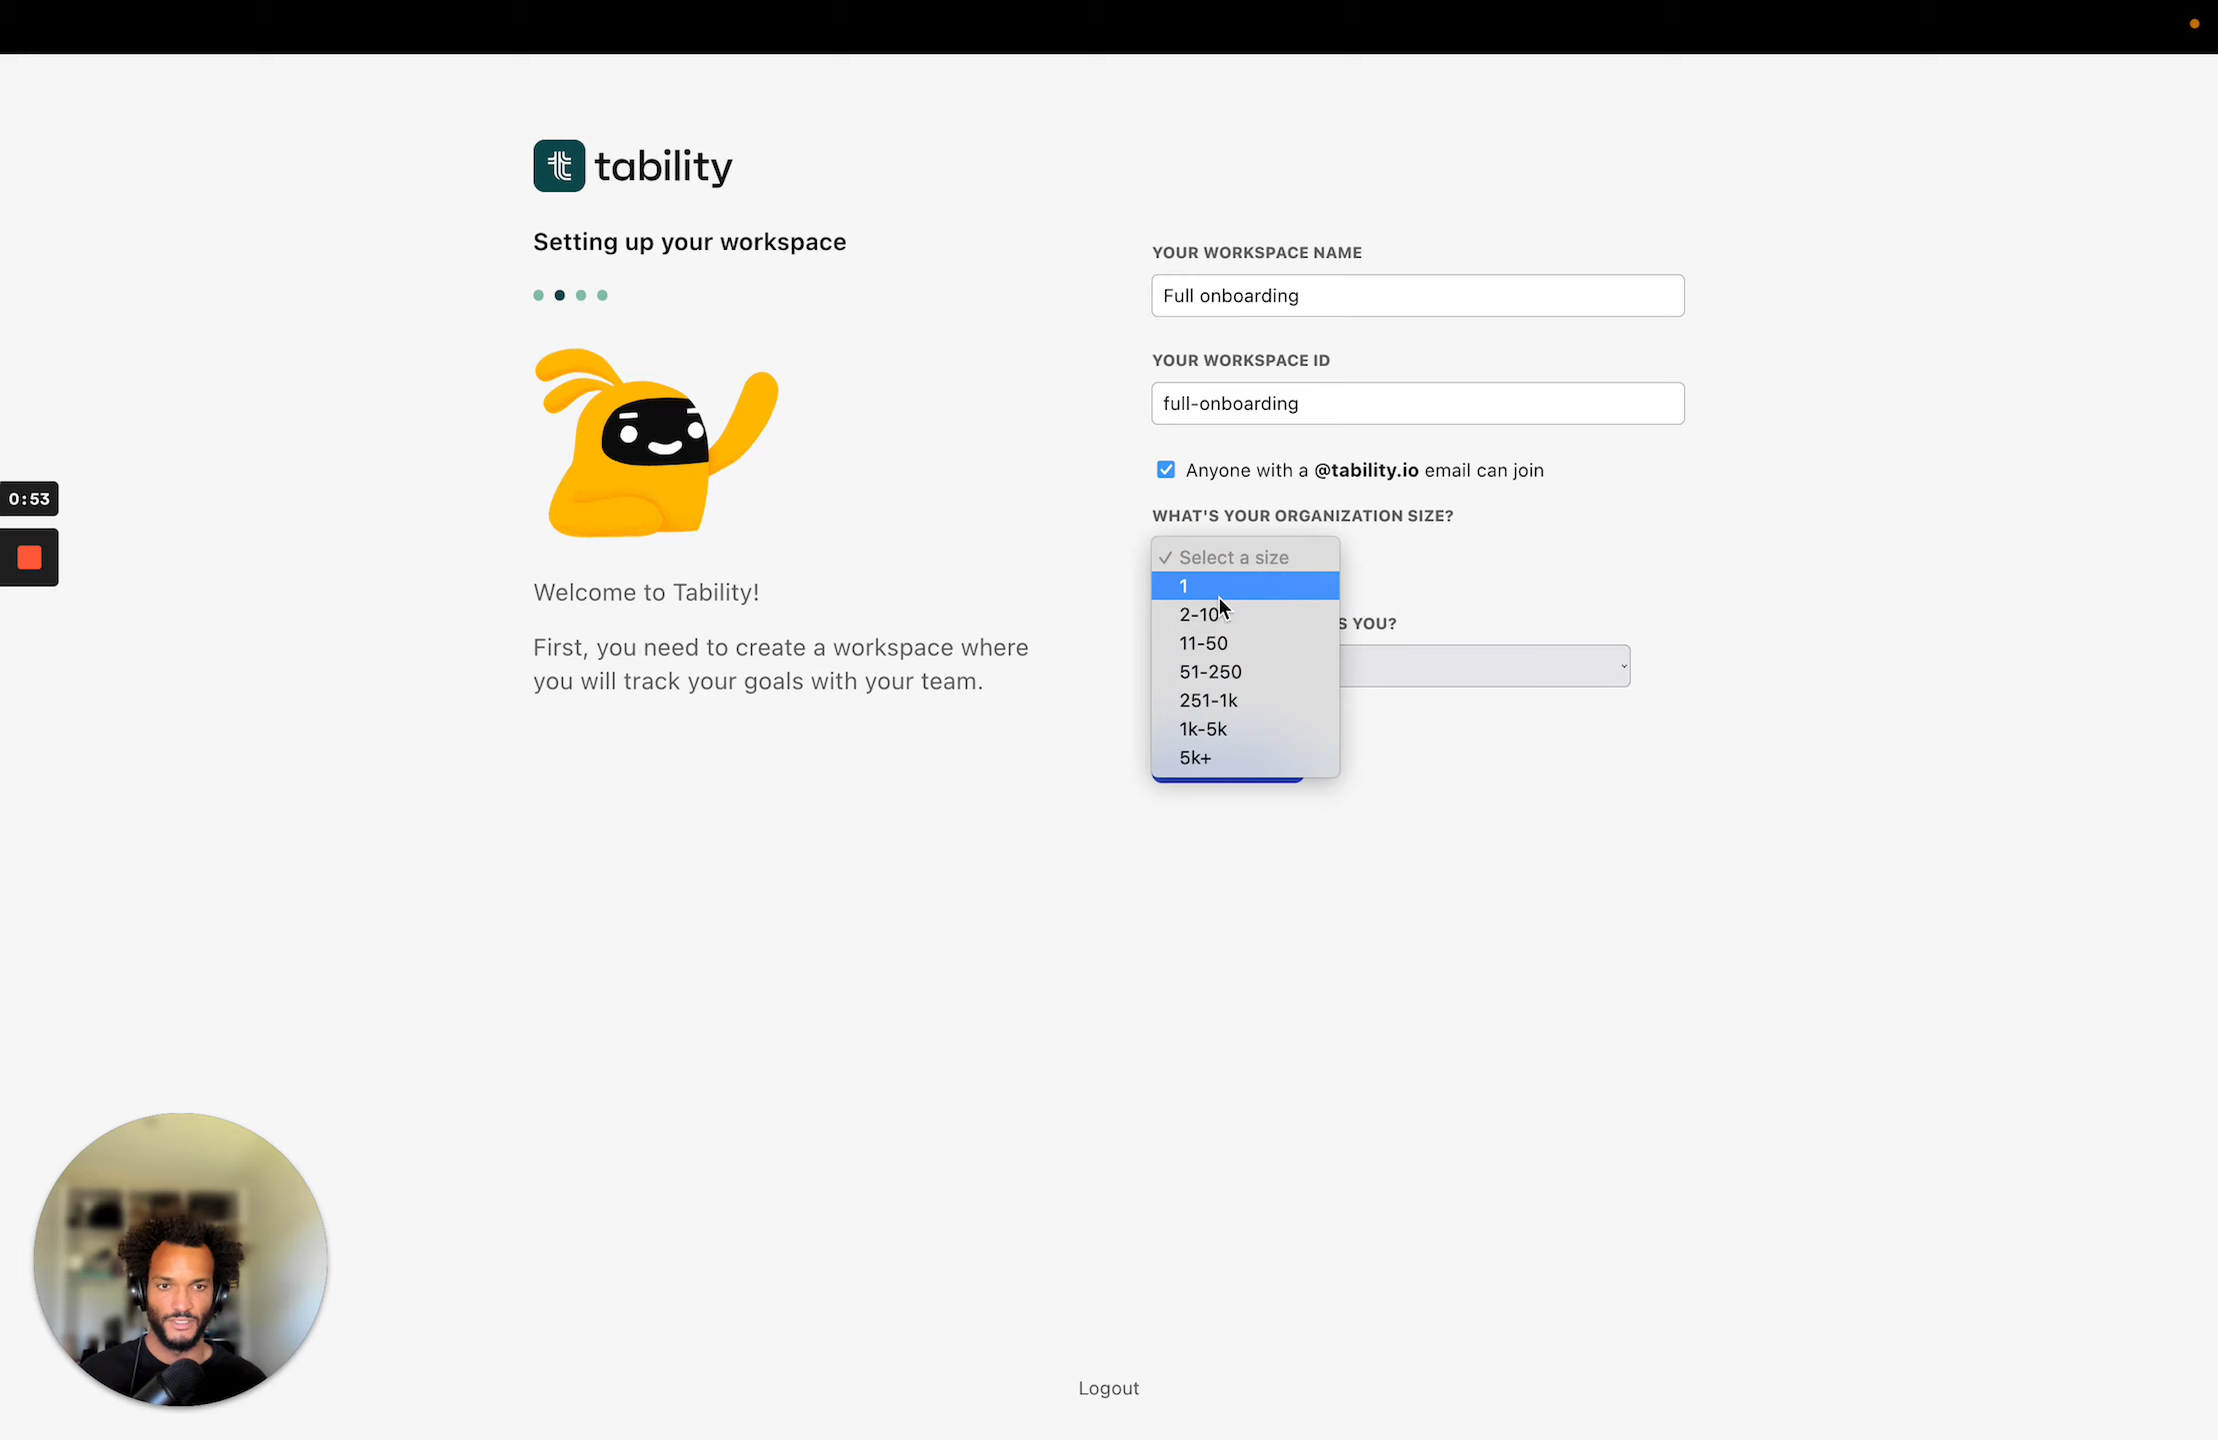 tability
Setting up your workspace
YOUR WORKSPACE NAME
Full onboarding
YOUR WORKSPACE ID
full-onboarding
Anyone with a @tability.io email can join
WHAT'S YOUR ORGANIZATION SIZE?
✓ Select a size
1
2-10
11-50
51-250
251-1k
1k-5k
5k+
S YOU?
0:53
Welcome to Tability!
First, you need to create a workspace where
you will track your goals with your team.
Logout